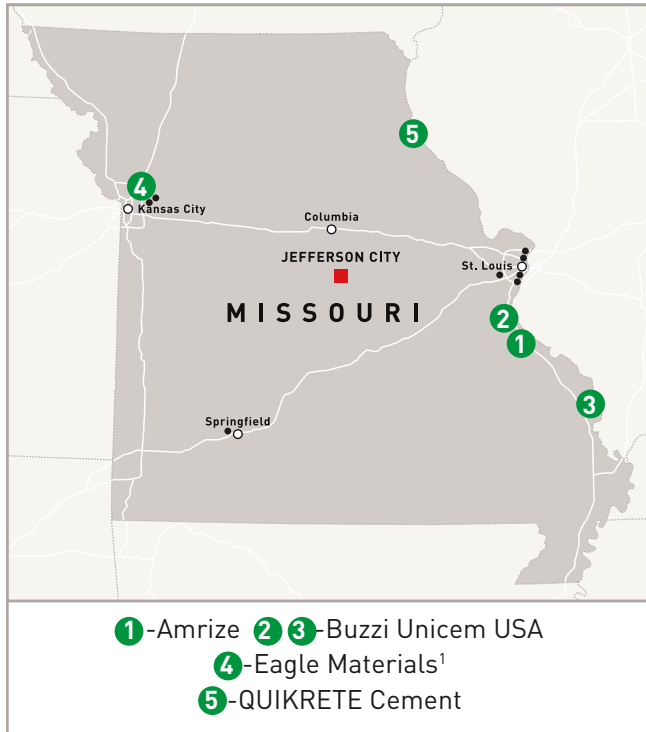 5
4
Kansas City
Columbia
JEFFERSON CITY
St. Louis
MISSOURI
2
1
3
Springfield
1-Amrize 2 3-Buzzi Unicem USA
4-Eagle Materials¹
5-QUIKRETE Cement